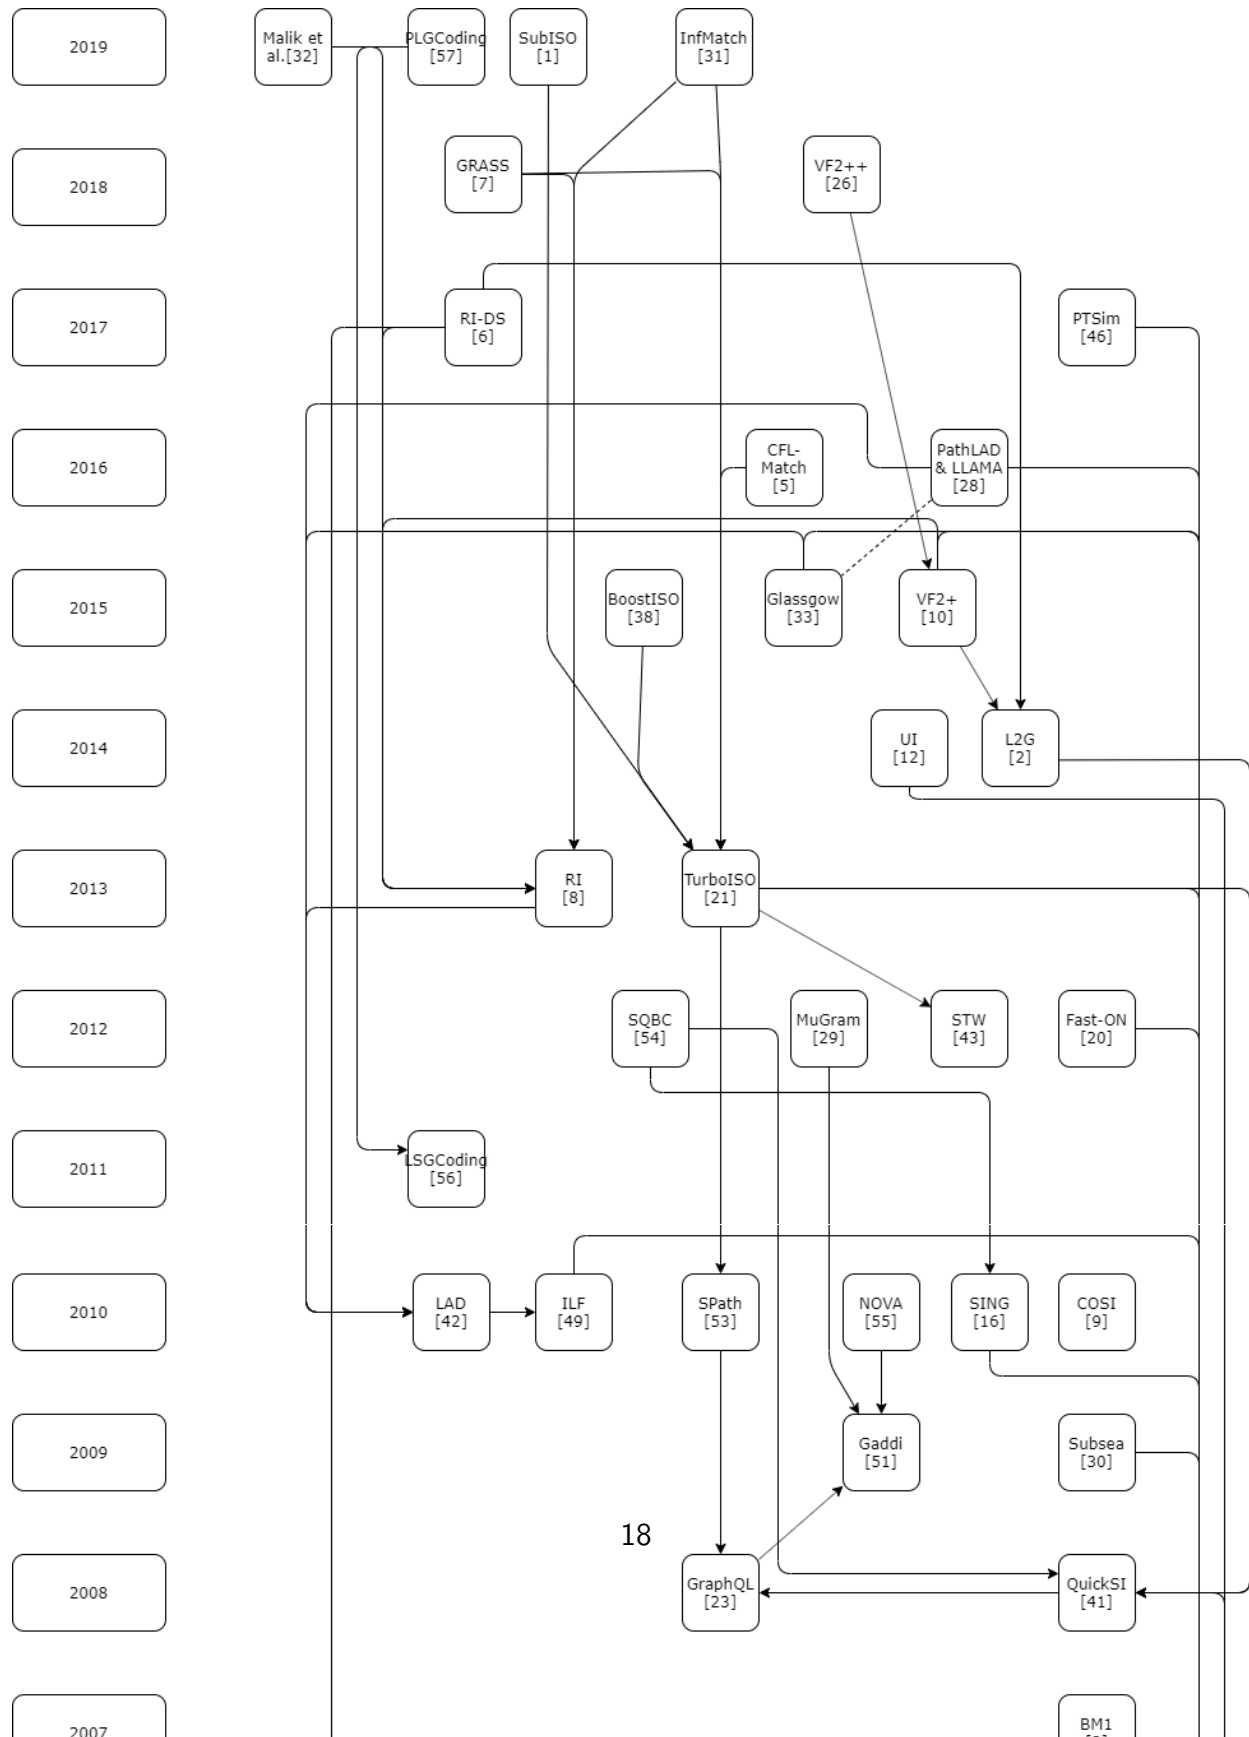 2019
Malik et
al.[32]
PLGCoding
[57]
SubISO
[1]
InfMatch
[31]
2018
GRASS
[7]
VF2++
[26]
2017
RI-DS
[6]
PTSim
[46]
2016
CFL-
Match
[5]
PathLAD
& LLAMA
[28]
2015
BoostISO
[38]
Glassgow
[33]
VF2+
[10]
2014
UI
[12]
L2G
[2]
2013
RI
[8]
TurboISO
[21]
2012
SQBC
[54]
MuGram
[29]
STW
[43]
Fast-ON
[20]
2011
LSGCoding
[56]
2010
LAD
[42]
ILF
[49]
SPath
[53]
NOVA
[55]
SING
[16]
COSI
[9]
2009
Gaddi
[51]
Subsea
[30]
18
2008
GraphQL
[23]
QuickSI
[41]
2007
BM1